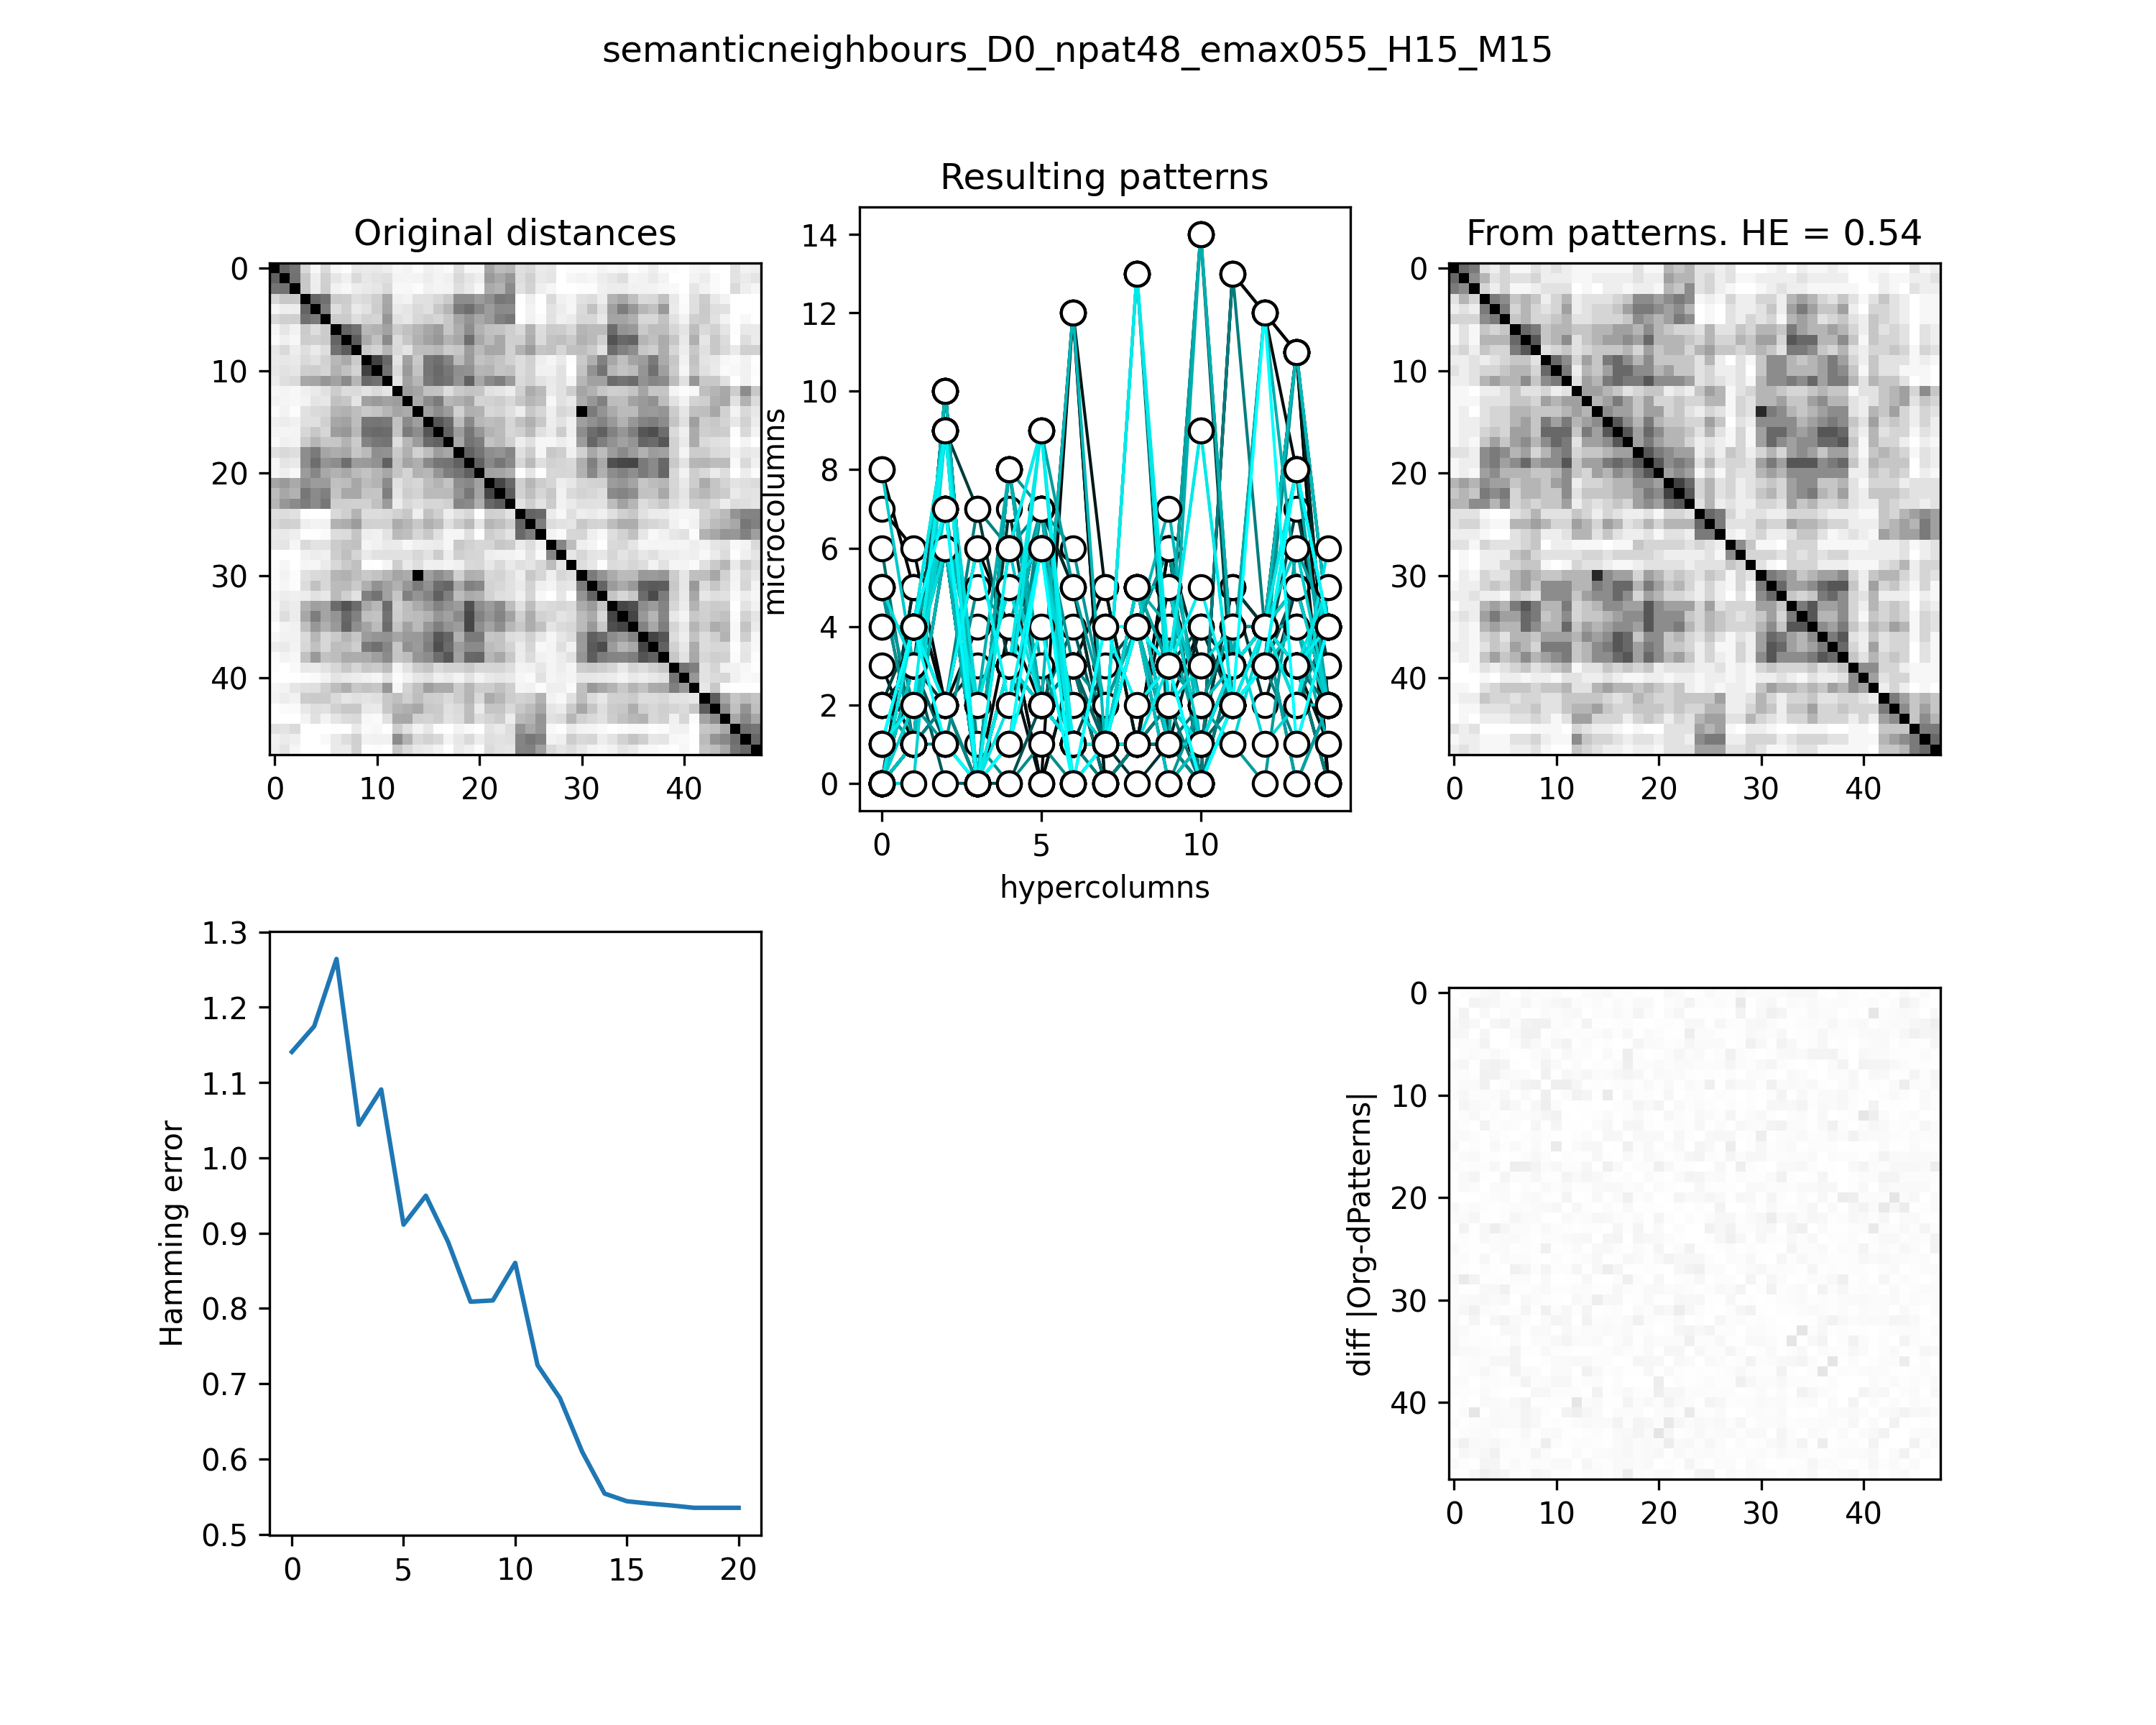 semanticneighbours_D0_npat48_emax055_H15_M15
Original distances
0
10
20
30
40
0 10 20 30 40
Resulting patterns
microcolumns
14
12
10
8
6
4
2
0
0 5 10
hypercolumns
From patterns. HE = 0.54
0
10
20
30
40
0 10 20 30 40
Hamming error
1.3
1.2
1.1
1.0
0.9
0.8
0.7
0.6
0.5
0 5 10 15 20
diff |Org-dPatterns|
0
10
20
30
40
0 10 20 30 40